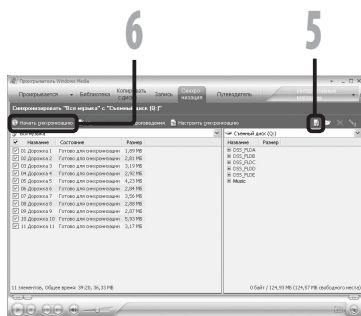 6
5
Проигрыватель Windows Media
Проигрывается
Библиотека
Копировать с диска
Запись
Синхро-низация
Путеводитель
Синхронизировать "Вся музыка" с "Съемный диск (Q:)"
Начать синхронизацию
Настроить синхронизацию
Вся музыка
Съемный диск (Q:)
Название Состояние Размер
Название Размер
01 Дорожка 1 Готово для синхронизации 1,89 МБ
02 Дорожка 2 Готово для синхронизации 2,81 МБ
03 Дорожка 3 Готово для синхронизации 3,19 МБ
04 Дорожка 4 Готово для синхронизации 2,92 МБ
05 Дорожка 5 Готово для синхронизации 4,23 МБ
06 Дорожка 6 Готово для синхронизации 2,84 МБ
07 Дорожка 7 Готово для синхронизации 3,56 МБ
08 Дорожка 8 Готово для синхронизации 2,88 МБ
09 Дорожка 9 Готово для синхронизации 2,87 МБ
10 Дорожка 10 Готово для синхронизации 5,93 МБ
11 Дорожка 11 Готово для синхронизации 3,17 МБ
DSS_FLDA
DSS_FLDB
DSS_FLDC
DSS_FLDD
DSS_FLDE
Music
11 элементов, Общее время: 39:20, 36,33 МБ
0 байт / 124,93 МБ (124,87 МБ свободного места)